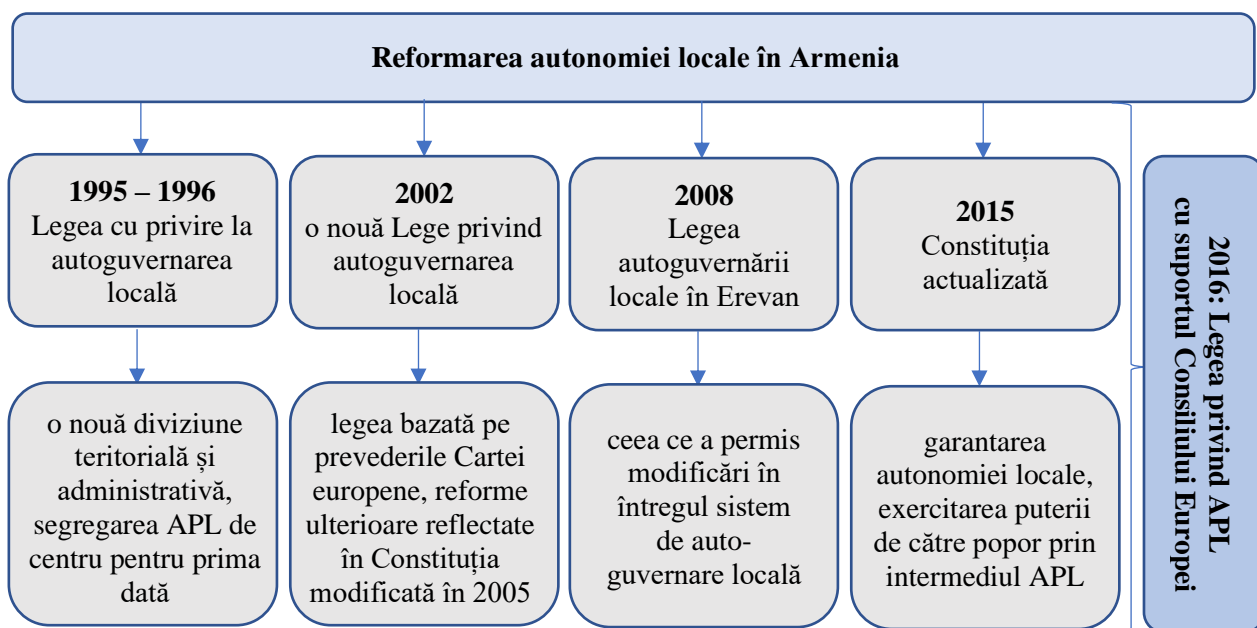 Reformarea autonomiei locale în Armenia
1995 – 1996
Legea cu privire la
autoguvernarea
locală
2002
o nouă Lege privind
autoguvernarea
locală
2008
Legea
autoguvernării
locale în Erevan
2015
Constituția
actualizată
o nouă diviziune
teritorială și
administrativă,
segregarea APL de
centru pentru prima
dată
legea bazată pe
prevederile Cartei
europene, reforme
ulterioare reflectate
în Constituția
modificată în 2005
ceea ce a permis
modificări în
întregul sistem
de auto-
guvernare locală
garantarea
autonomiei locale,
exercitarea puterii
de către popor prin
intermediul APL
2016: Legea privind APL
cu suportul Consiliului Europei